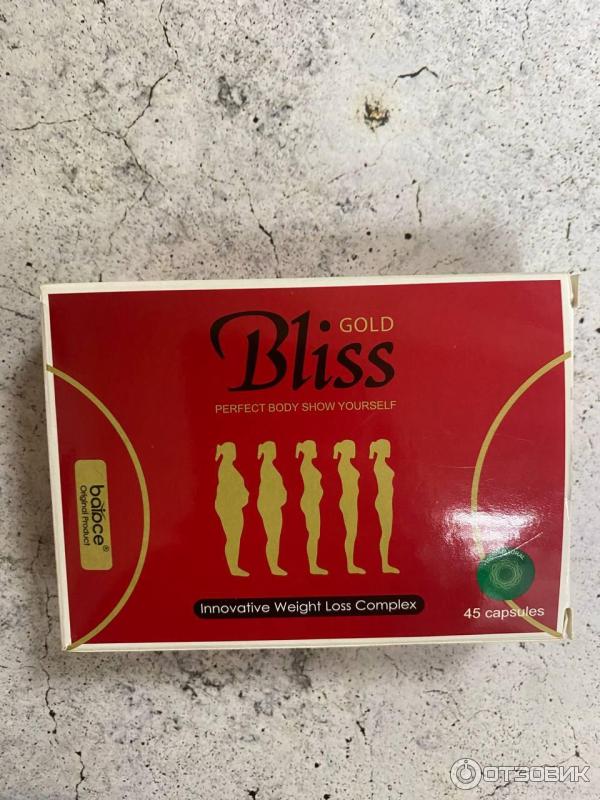 GOLD
Bliss
PERFECT BODY SHOW YOURSELF
baioce®
Original Product
Innovative Weight Loss Complex
45 capsules
ОТЗОВИК